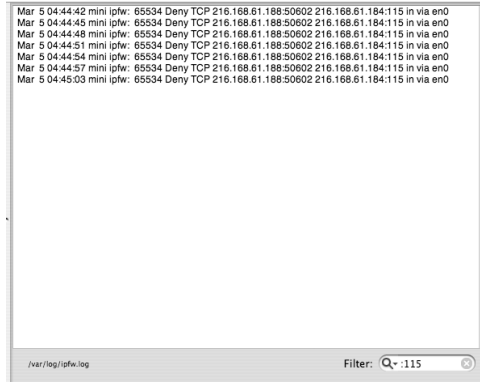 Mar 5 04:44:42 mini ipfw: 65534 Deny TCP 216.168.61.188:50602 216.168.61.184:115 in via en0
Mar 5 04:44:45 mini ipfw: 65534 Deny TCP 216.168.61.188:50602 216.168.61.184:115 in via en0
Mar 5 04:44:48 mini ipfw: 65534 Deny TCP 216.168.61.188:50602 216.168.61.184:115 in via en0
Mar 5 04:44:51 mini ipfw: 65534 Deny TCP 216.168.61.188:50602 216.168.61.184:115 in via en0
Mar 5 04:44:54 mini ipfw: 65534 Deny TCP 216.168.61.188:50602 216.168.61.184:115 in via en0
Mar 5 04:44:57 mini ipfw: 65534 Deny TCP 216.168.61.188:50602 216.168.61.184:115 in via en0
Mar 5 04:45:03 mini ipfw: 65534 Deny TCP 216.168.61.188:50602 216.168.61.184:115 in via en0
/var/log/ipfw.log Filter: :115